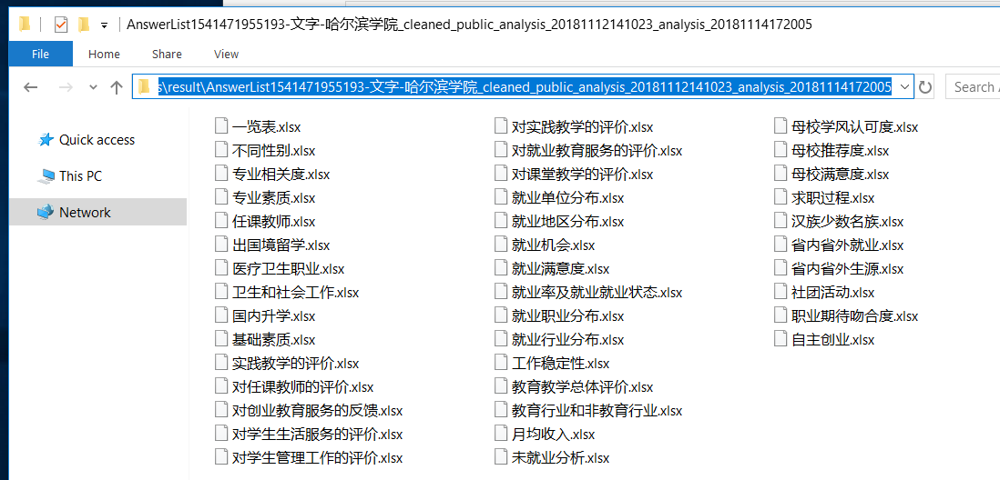 AnswerList1541471955193-文字-哈尔滨学院_cleaned_public_analysis_20181112141023_analysis_20181114172005
File Home Share View
s\result\AnswerList1541471955193-文字-哈尔滨学院_cleaned_public_analysis_20181112141023_analysis_20181114172005
Search
Quick access
This PC
Network
一览表.xlsx
不同性别.xlsx
专业相关度.xlsx
专业素质.xlsx
任课教师.xlsx
出国境留学.xlsx
医疗卫生职业.xlsx
卫生和社会工作.xlsx
国内升学.xlsx
基础素质.xlsx
实践教学的评价.xlsx
对任课教师的评价.xlsx
对创业教育服务的反馈.xlsx
对学生生活服务的评价.xlsx
对学生管理工作的评价.xlsx
对实践教学的评价.xlsx
对就业教育服务的评价.xlsx
对课堂教学的评价.xlsx
就业单位分布.xlsx
就业地区分布.xlsx
就业机会.xlsx
就业满意度.xlsx
就业率及就业就业状态.xlsx
就业职业分布.xlsx
就业行业分布.xlsx
工作稳定性.xlsx
教育教学总体评价.xlsx
教育行业和非教育行业.xlsx
月均收入.xlsx
未就业分析.xlsx
母校学风认可度.xlsx
母校推荐度.xlsx
母校满意度.xlsx
求职过程.xlsx
汉族少数名族.xlsx
省内省外就业.xlsx
省内省外生源.xlsx
社团活动.xlsx
职业期待吻合度.xlsx
自主创业.xlsx